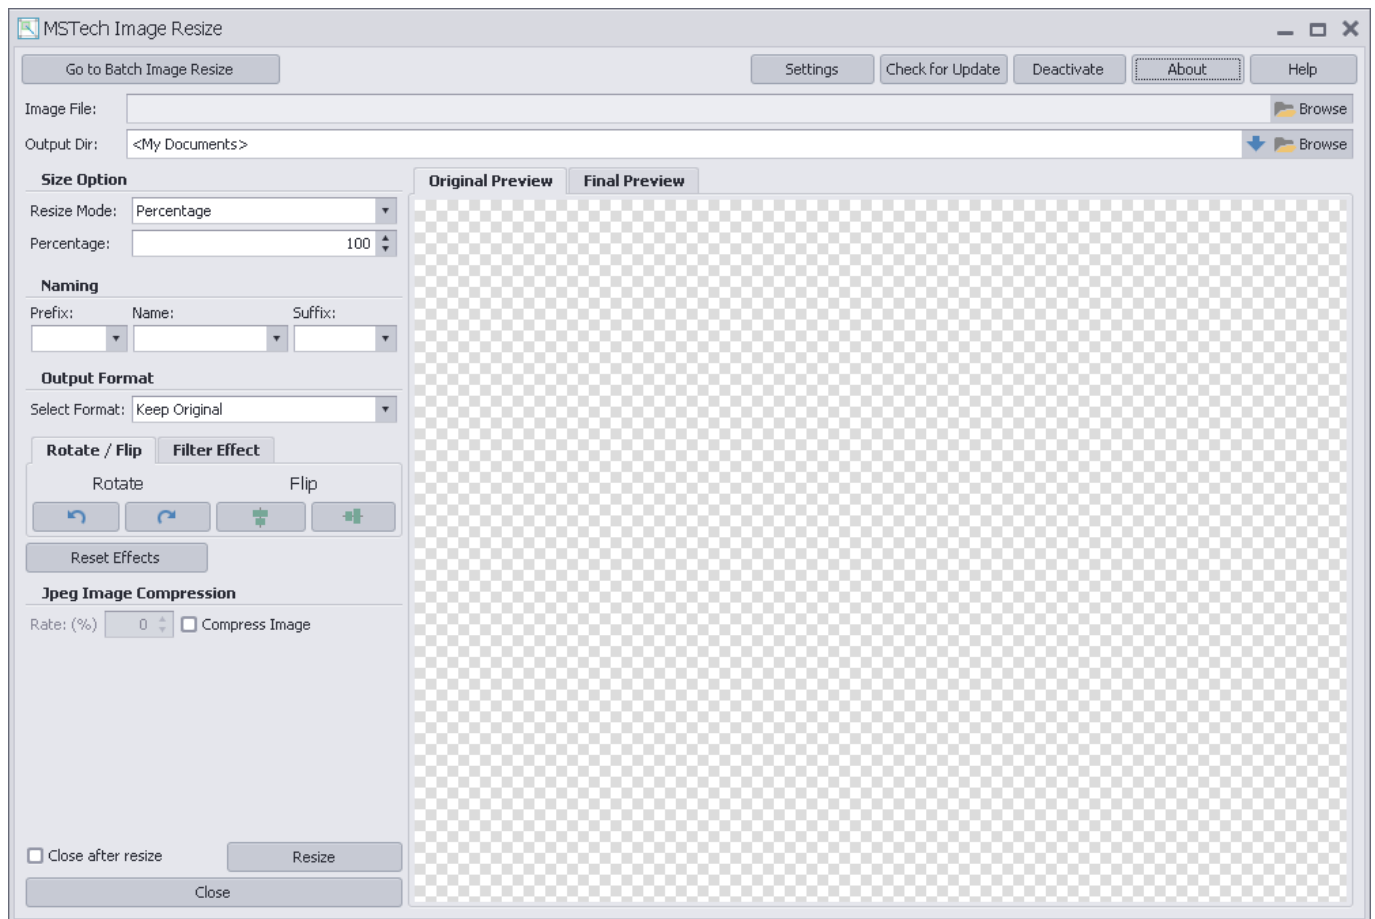 MSTech Image Resize
Go to Batch Image Resize Settings Check for Update Deactivate About Help
Image File: Browse
Output Dir: <My Documents> Browse
Size Option
Original Preview Final Preview
Resize Mode: Percentage
Percentage: 100
Naming
Prefix: Name: Suffix:
Output Format
Select Format: Keep Original
Rotate / Flip Filter Effect
Rotate Flip
Reset Effects
Jpeg Image Compression
Rate: (%) 0 Compress Image
Close after resize Resize
Close